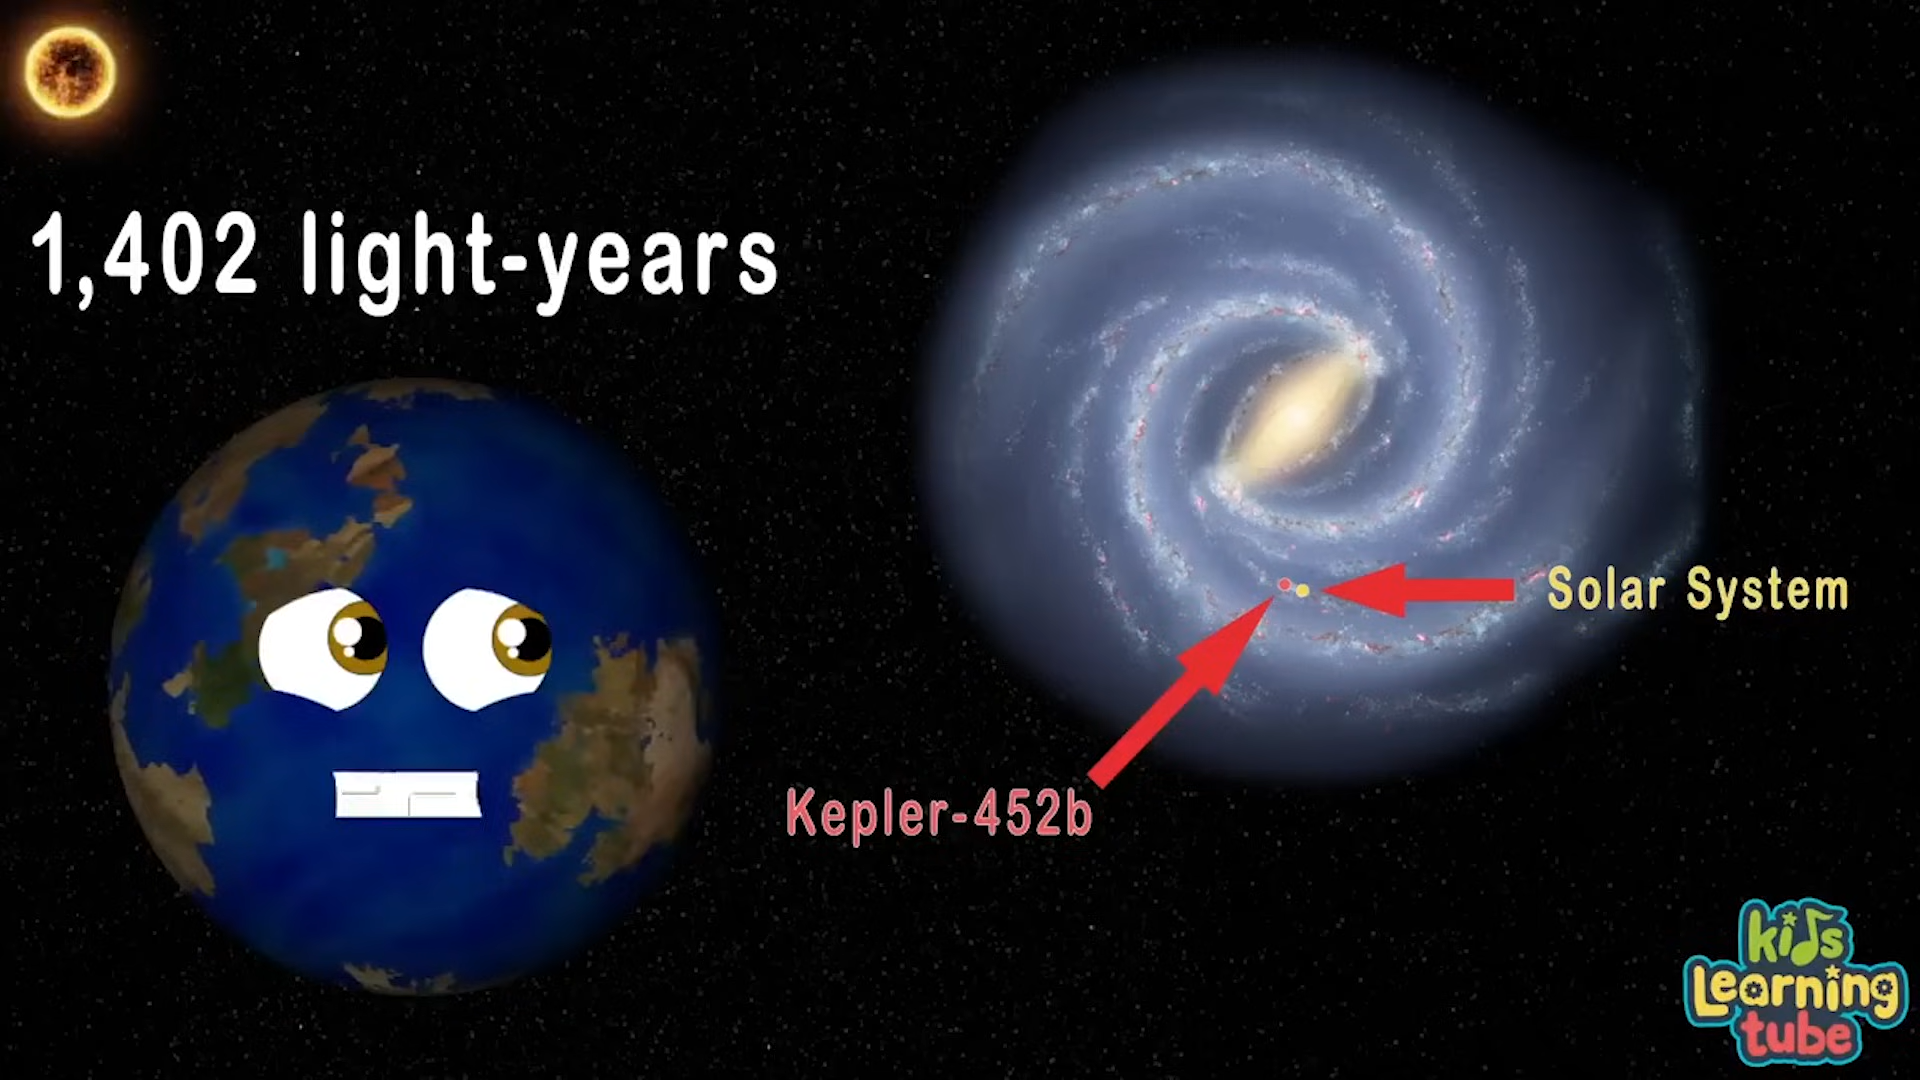 1,402 light-years
Solar System
Kepler-452b
kids
Learning
tube